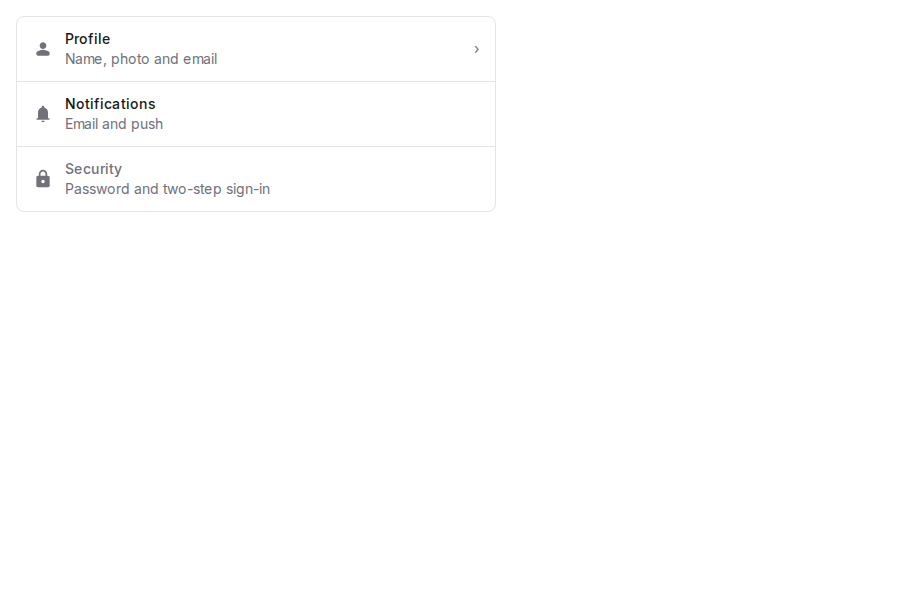 Profile
Name, photo and email
›
Notifications
Email and push
Security
Password and two-step sign-in